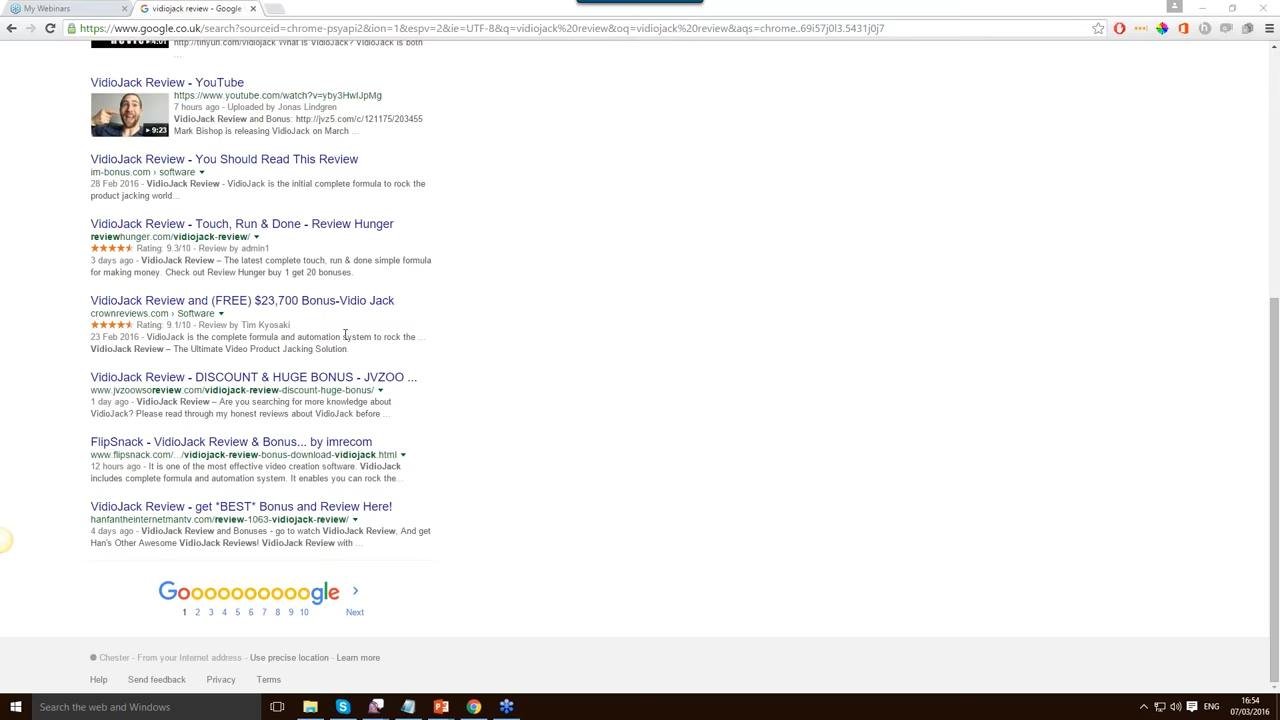 My Webinars
vidiojack review - Google
https://www.google.co.uk/search?sourceid=chrome-psyapi2&ion=1&espv=2&ie=UTF-8&q=vidiojack%20review&oq=vidiojack%20review&aqs=chrome..69i57j0l3.5431j0j7
4:01
http://tinyurl.com/vidiojack What is VidioJack? VidioJack is both
...
VidioJack Review - YouTube
https://www.youtube.com/watch?v=yby3HwIJpMg
7 hours ago - Uploaded by Jonas Lindgren
VidioJack Review and Bonus: http://jvz5.com/c/121175/203455
Mark Bishop is releasing VidioJack on March ...
9:23
VidioJack Review - You Should Read This Review
im-bonus.com › software
28 Feb 2016 - VidioJack Review - VidioJack is the initial complete formula to rock the
product jacking world...
VidioJack Review - Touch, Run & Done - Review Hunger
reviewhunger.com/vidiojack-review/
Rating: 9.3/10 - Review by admin1
3 days ago - VidioJack Review – The latest complete touch, run & done simple formula
for making money. Check out Review Hunger buy 1 get 20 bonuses.
VidioJack Review and (FREE) $23,700 Bonus-Vidio Jack
crownreviews.com › Software
Rating: 9.1/10 - Review by Tim Kyosaki
23 Feb 2016 - VidioJack is the complete formula and automation system to rock the ...
VidioJack Review – The Ultimate Video Product Jacking Solution.
VidioJack Review - DISCOUNT & HUGE BONUS - JVZOO ...
www.jvzoowsoreview.com/vidiojack-review-discount-huge-bonus/
1 day ago - VidioJack Review – Are you searching for more knowledge about
VidioJack? Please read through my honest reviews about VidioJack before ...
FlipSnack - VidioJack Review & Bonus... by imrecom
www.flipsnack.com/.../vidiojack-review-bonus-download-vidiojack.html
12 hours ago - It is one of the most effective video creation software. VidioJack
includes complete formula and automation system. It enables you can rock the...
VidioJack Review - get *BEST* Bonus and Review Here!
hanfantheinternetmantv.com/review-1063-vidiojack-review/
4 days ago - VidioJack Review and Bonuses - go to watch VidioJack Review, And get
Han's Other Awesome VidioJack Reviews! VidioJack Review with ...
Goooooooooogle
1 2 3 4 5 6 7 8 9 10 Next
Chester - From your Internet address - Use precise location - Learn more
Help Send feedback Privacy Terms
Search the web and Windows
ENG
16:54
07/03/2016